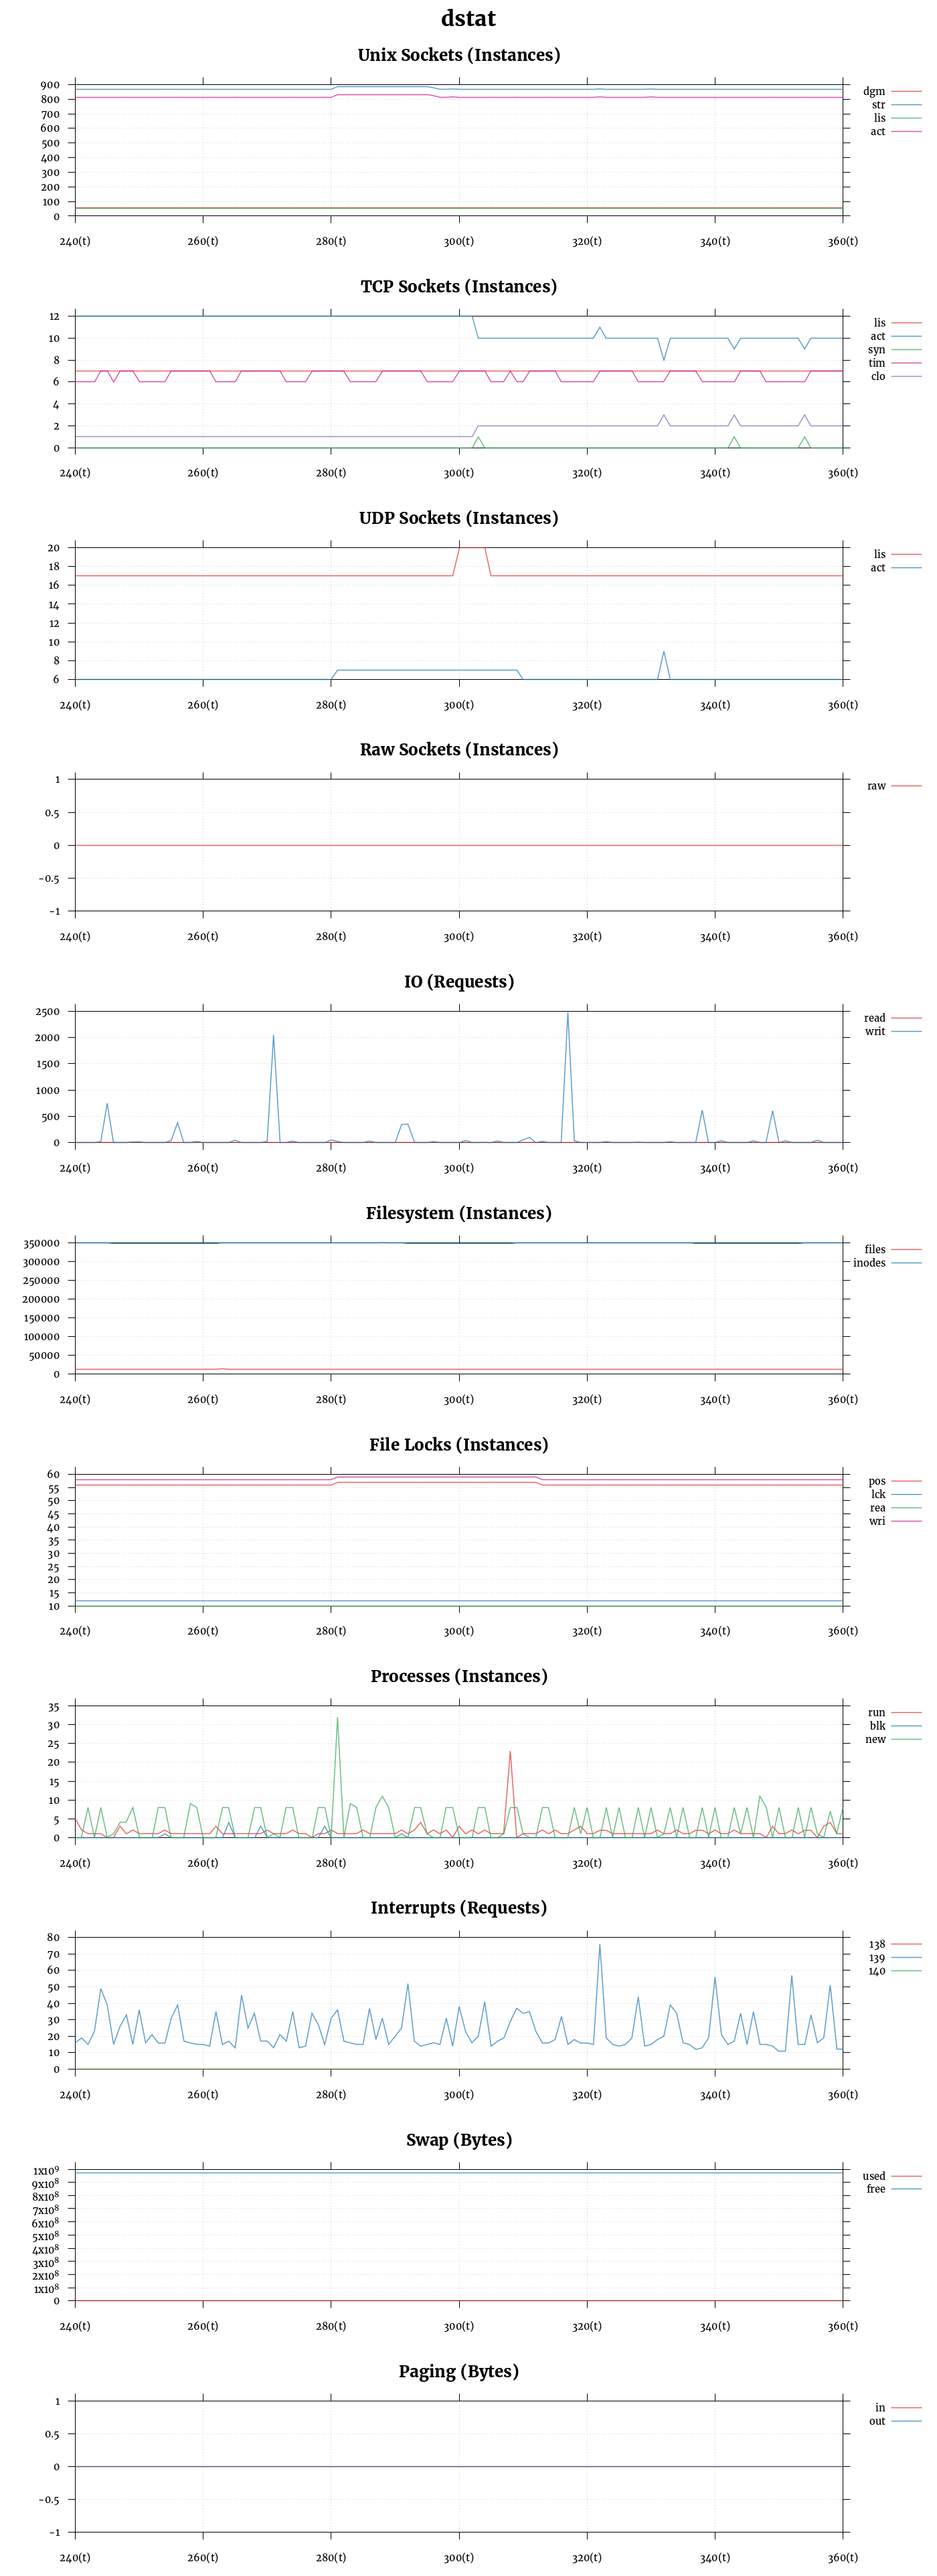 dstat
Unix Sockets (Instances)
900
800
700
600
500
400
300
200
100
0
240(t) 260(t) 280(t) 300(t) 320(t) 340(t) 360(t)
dgm
str
lis
act
TCP Sockets (Instances)
12
10
8
6
4
2
0
240(t) 260(t) 280(t) 300(t) 320(t) 340(t) 360(t)
lis
act
syn
tim
clo
UDP Sockets (Instances)
20
18
16
14
12
10
8
6
240(t) 260(t) 280(t) 300(t) 320(t) 340(t) 360(t)
lis
act
Raw Sockets (Instances)
1
0.5
0
-0.5
-1
240(t) 260(t) 280(t) 300(t) 320(t) 340(t) 360(t)
raw
IO (Requests)
2500
2000
1500
1000
500
0
240(t) 260(t) 280(t) 300(t) 320(t) 340(t) 360(t)
read
writ
Filesystem (Instances)
350000
300000
250000
200000
150000
100000
50000
0
240(t) 260(t) 280(t) 300(t) 320(t) 340(t) 360(t)
files
inodes
File Locks (Instances)
60
55
50
45
40
35
30
25
20
15
10
240(t) 260(t) 280(t) 300(t) 320(t) 340(t) 360(t)
pos
lck
rea
wri
Processes (Instances)
35
30
25
20
15
10
5
0
240(t) 260(t) 280(t) 300(t) 320(t) 340(t) 360(t)
run
blk
new
Interrupts (Requests)
80
70
60
50
40
30
20
10
0
240(t) 260(t) 280(t) 300(t) 320(t) 340(t) 360(t)
138
139
140
Swap (Bytes)
1x10⁹
9x10⁸
8x10⁸
7x10⁸
6x10⁸
5x10⁸
4x10⁸
3x10⁸
2x10⁸
1x10⁸
0
240(t) 260(t) 280(t) 300(t) 320(t) 340(t) 360(t)
used
free
Paging (Bytes)
1
0.5
0
-0.5
-1
240(t) 260(t) 280(t) 300(t) 320(t) 340(t) 360(t)
in
out